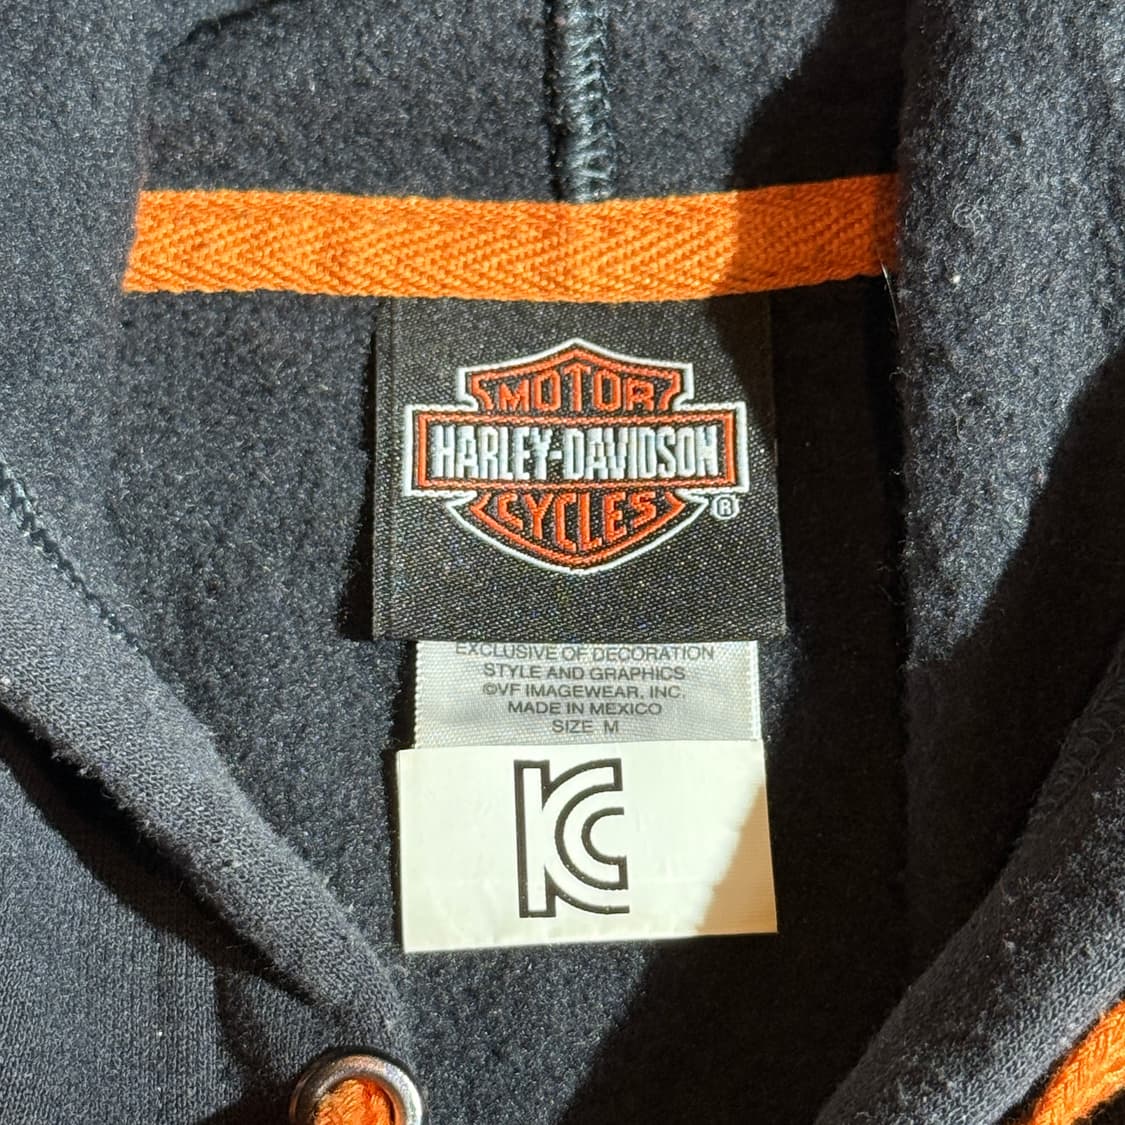 MOTOR
HARLEY-DAVIDSON
CYCLES
®
EXCLUSIVE OF DECORATION
STYLE AND GRAPHICS
©VF IMAGEWEAR, INC.
MADE IN MEXICO
SIZE M
KC